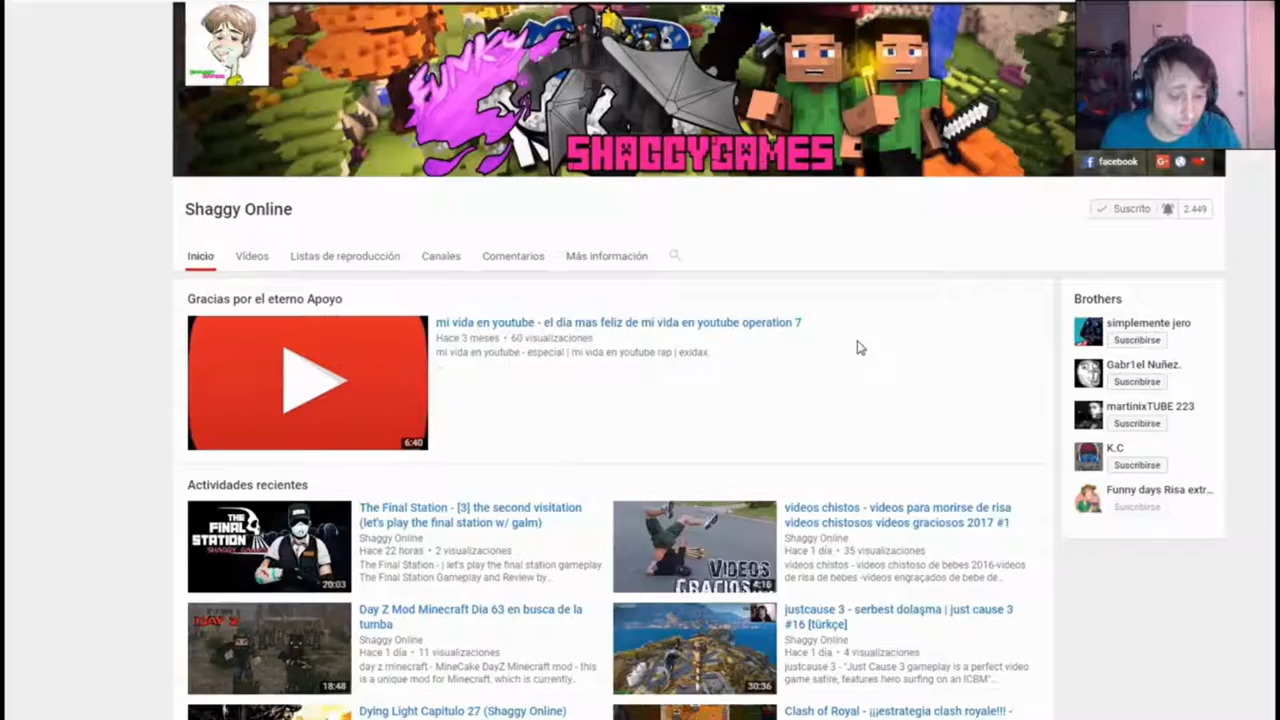 SHAGGYGAMES
facebook
Shaggy Online
Suscrito
2.449
Inicio
Vídeos
Listas de reproducción
Canales
Comentarios
Más información
Gracias por el eterno Apoyo
6:40
mi vida en youtube - el dia mas feliz de mi vida en youtube operation 7
Hace 3 meses • 60 visualizaciones
mi vida en youtube - especial | mi vida en youtube rap | exidax.
..
Brothers
simplemente jero
Suscribirse
Gabr1el Nuñez.
Suscribirse
martinixTUBE 223
Suscribirse
K.C
Suscribirse
Funny days Risa extr...
Suscribirse
Actividades recientes
THE
FINAL
STATION
20:03
The Final Station - [3] the second visitation
(let's play the final station w/ galm)
Shaggy Online
Hace 22 horas • 2 visualizaciones
The Final Station - | let's play the final station gameplay
The Final Station Gameplay and Review by..
VIDEOS
GRACIOSOS
4:16
videos chistos - videos para morirse de risa
videos chistosos videos graciosos 2017 #1
Shaggy Online
Hace 1 día • 35 visualizaciones
videos chistos - videos chistoso de bebes 2016-videos
de risa de bebes -videos engraçados de bebe de..
DAY Z
18:48
Day Z Mod Minecraft Dia 63 en busca de la
tumba
Shaggy Online
Hace 1 día • 11 visualizaciones
day z minecraft - MineCake DayZ Minecraft mod - this
is a unique mod for Minecraft, which is currently..
30:36
justcause 3 - serbest dolaşma | just cause 3
#16 [türkçe]
Shaggy Online
Hace 1 día • 4 visualizaciones
justcause 3 - "Just Cause 3 gameplay is a perfect video
game satire, features hero surfing on an ICBM"...
Dying Light Capitulo 27 (Shaggy Online)
Clash of Royal - ¡¡¡estrategia clash royale!!! -